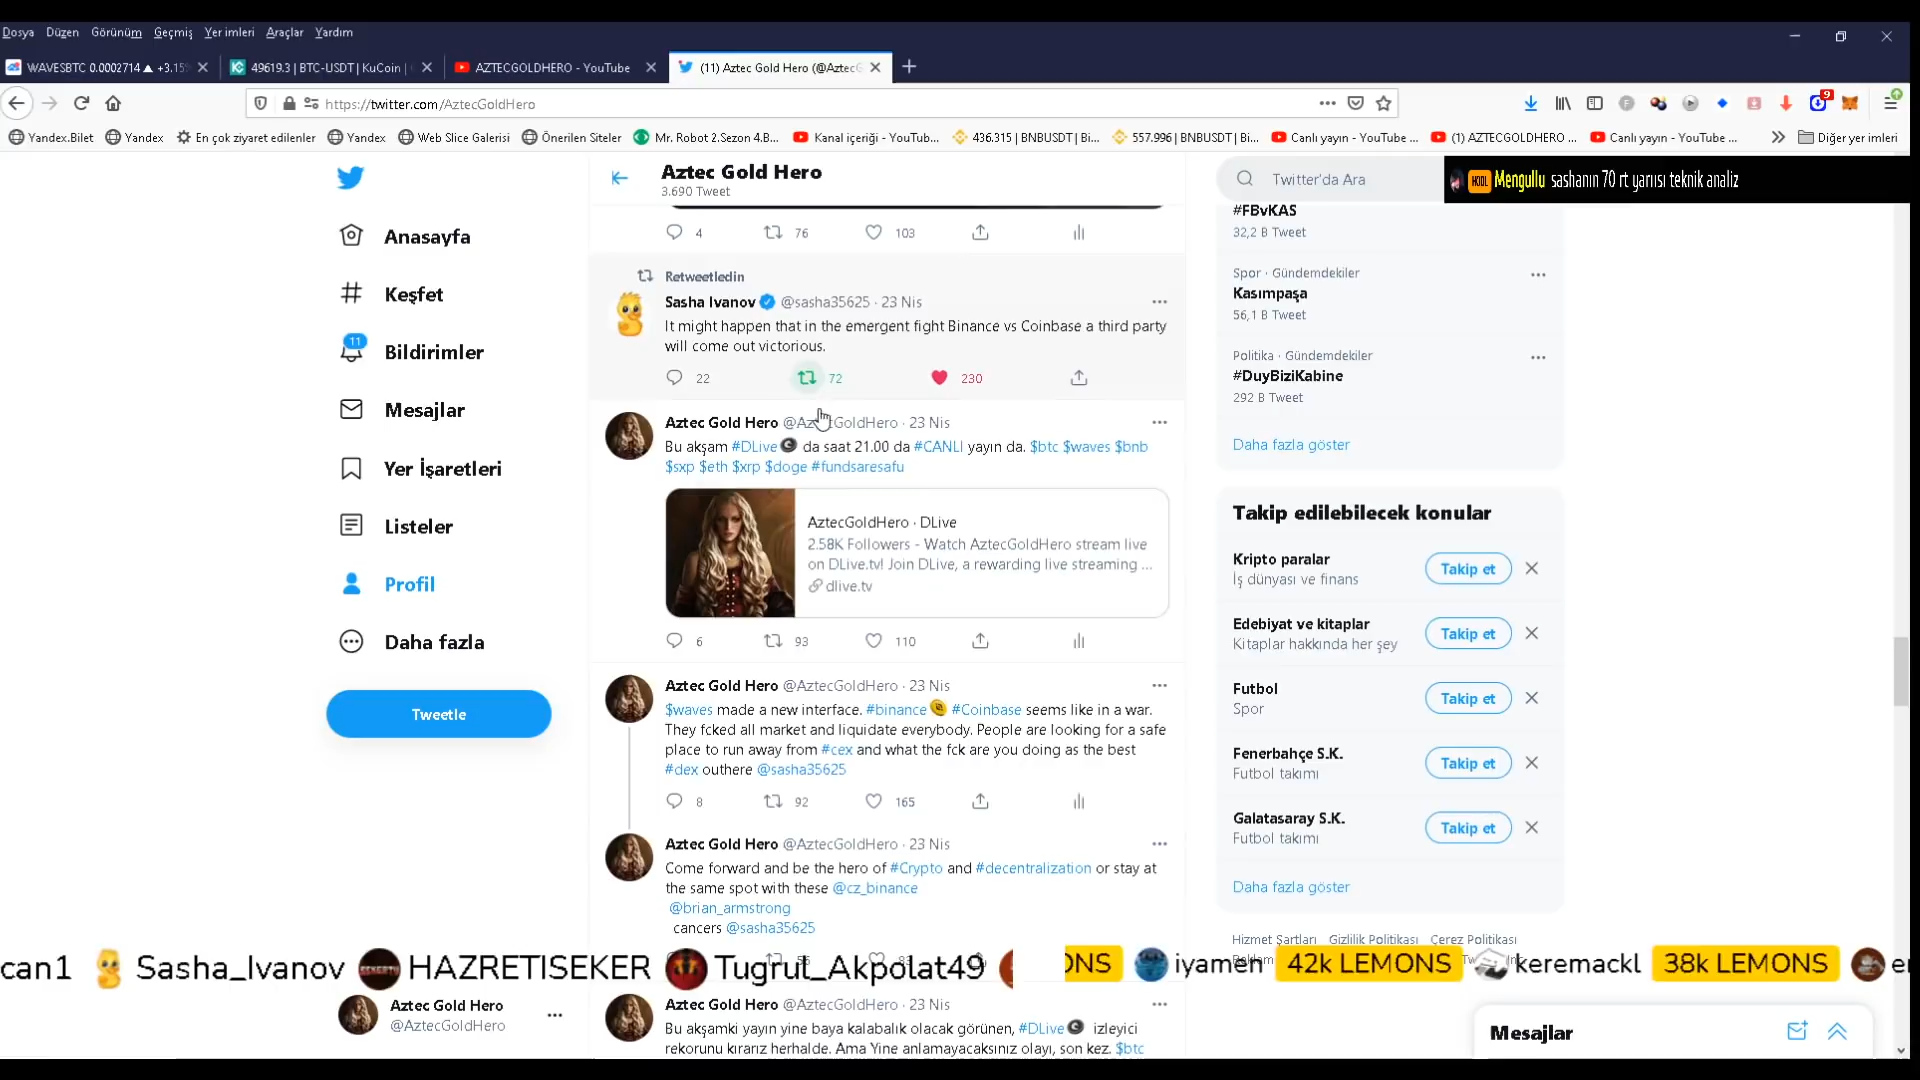 Dosya Düzen Görünüm Geçmiş Yer imleri Araçlar Yardım
WAVESBTC 0.0002714 ▲ +3.15%
49619.3 | BTC-USDT | KuCoin |
AZTECGOLDHERO - YouTube
(11) Aztec Gold Hero (@AztecG
https://twitter.com/AztecGoldHero
9
Yandex.Bilet
Yandex
En çok ziyaret edilenler
Yandex
Web Slice Galerisi
Önerilen Siteler
Mr. Robot 2.Sezon 4.B...
Kanal içeriği - YouTub...
436.315 | BNBUSDT | Bi...
557.996 | BNBUSDT | Bi...
Canlı yayın - YouTube ...
(1) AZTECGOLDHERO ...
Canlı yayın - YouTube ...
Diğer yer imleri
Anasayfa
Keşfet
11
Bildirimler
Mesajlar
Yer İşaretleri
Listeler
Profil
Daha fazla
Tweetle
Aztec Gold Hero
@AztecGoldHero
Aztec Gold Hero
3.690 Tweet
4 76 103
Retweetledin
Sasha Ivanov @sasha35625 · 23 Nis
It might happen that in the emergent fight Binance vs Coinbase a third party
will come out victorious.
22 72 230
Aztec Gold Hero @AztecGoldHero · 23 Nis
Bu akşam #DLive da saat 21.00 da #CANLI yayın da. $btc $waves $bnb
$sxp $eth $xrp $doge #fundsaresafu
AztecGoldHero · DLive
2.58K Followers - Watch AztecGoldHero stream live
on DLive.tv! Join DLive, a rewarding live streaming ...
dlive.tv
6 93 110
Aztec Gold Hero @AztecGoldHero · 23 Nis
$waves made a new interface. #binance #Coinbase seems like in a war.
They fcked all market and liquidate everybody. People are looking for a safe
place to run away from #cex and what the fck are you doing as the best
#dex outhere @sasha35625
8 92 165
Aztec Gold Hero @AztecGoldHero · 23 Nis
Come forward and be the hero of #Crypto and #decentralization or stay at
the same spot with these @cz_binance
@brian_armstrong
cancers @sasha35625
Aztec Gold Hero @AztecGoldHero · 23 Nis
Bu akşamki yayın yine baya kalabalık olacak görünen, #DLive izleyici
rekorunu kırarız herhalde. Ama Yine anlamayacaksınız olayı, son kez. $btc
Twitter'da Ara
KOOL Mengullu sashanın 70 rt yarıısı teknik analiz
#FBvKAS
32,2 B Tweet
Spor · Gündemdekiler
Kasımpaşa
56,1 B Tweet
Politika · Gündemdekiler
#DuyBiziKabine
292 B Tweet
Daha fazla göster
Takip edilebilecek konular
Kripto paralar
İş dünyası ve finans
Takip et
Edebiyat ve kitaplar
Kitaplar hakkında her şey
Takip et
Futbol
Spor
Takip et
Fenerbahçe S.K.
Futbol takımı
Takip et
Galatasaray S.K.
Futbol takımı
Takip et
Daha fazla göster
Hizmet Şartları Gizlilik Politikası Çerez Politikası
can1 Sasha_Ivanov HAZRETISEKER Tugrul_Akpolat49
ONS iyamen 42k LEMONS keremackl 38k LEMONS
Mesajlar